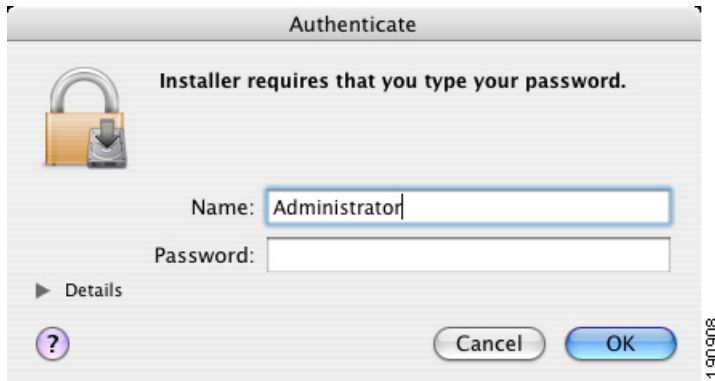 Authenticate
Installer requires that you type your password.
Name: Administrator
Password:
Details
? Cancel OK
190908